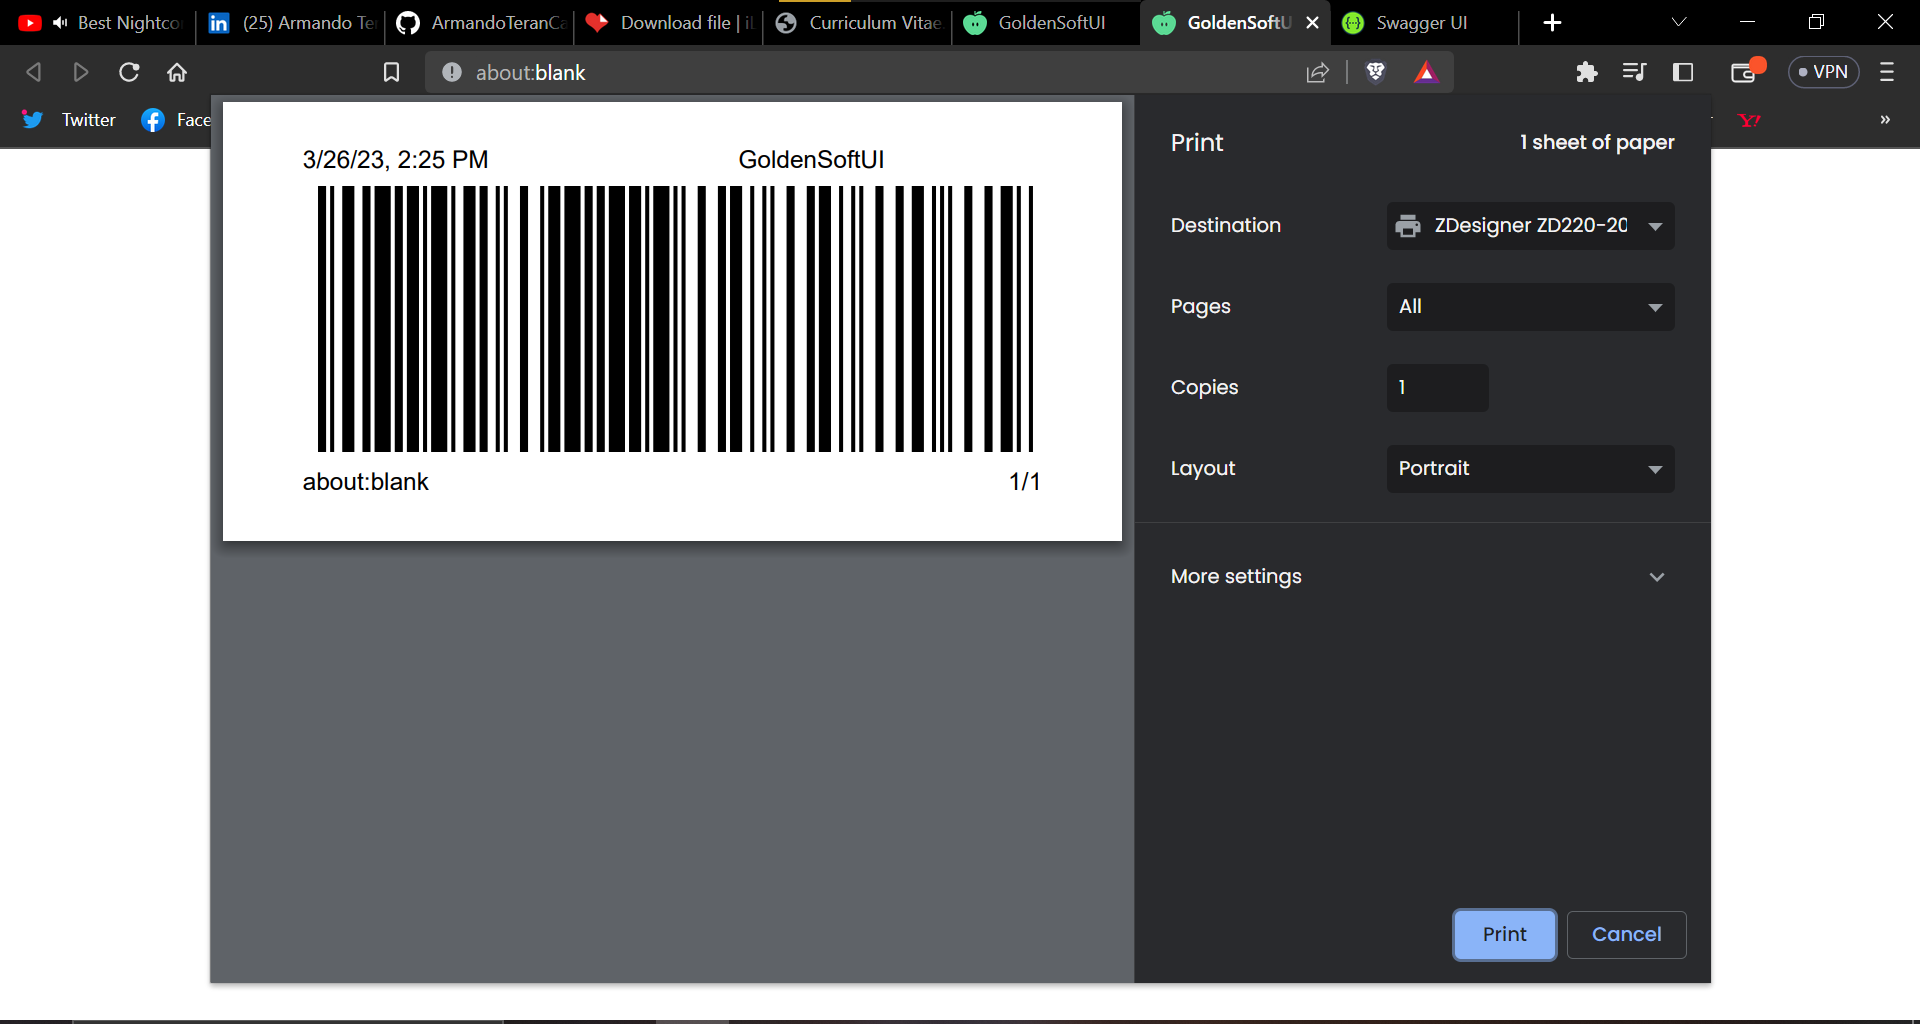 Best Nightco
(25) Armando Te
ArmandoTeranCa
Download file | il
Curriculum Vitae
GoldenSoftUI
GoldenSoftU
Swagger UI
about:blank
VPN
Twitter
Face
3/26/23, 2:25 PM
GoldenSoftUI
about:blank
1/1
Print
1 sheet of paper
Destination
ZDesigner ZD220-20
Pages
All
Copies
1
Layout
Portrait
More settings
Print
Cancel